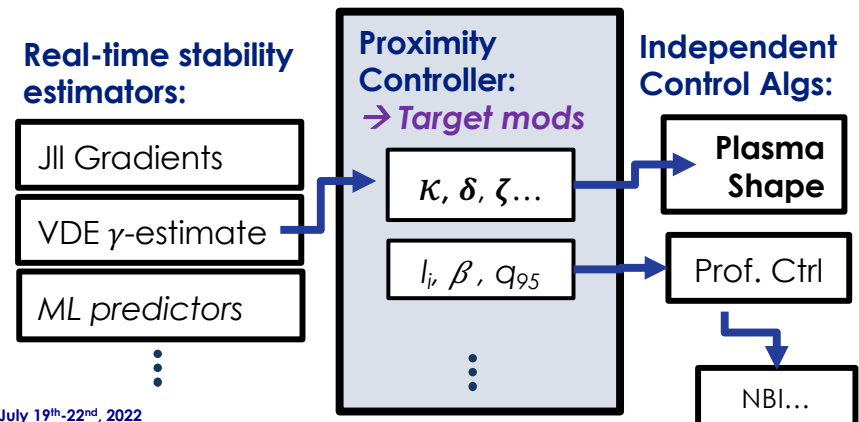 Real-time stability
estimators:
JII Gradients
VDE γ-estimate
ML predictors
Proximity
Controller:
→ Target mods
κ, δ, ζ…
lᵢ, β, q₉₅
Independent
Control Algs:
Plasma
Shape
Prof. Ctrl
NBI…
July 19ᵗʰ-22ⁿᵈ, 2022